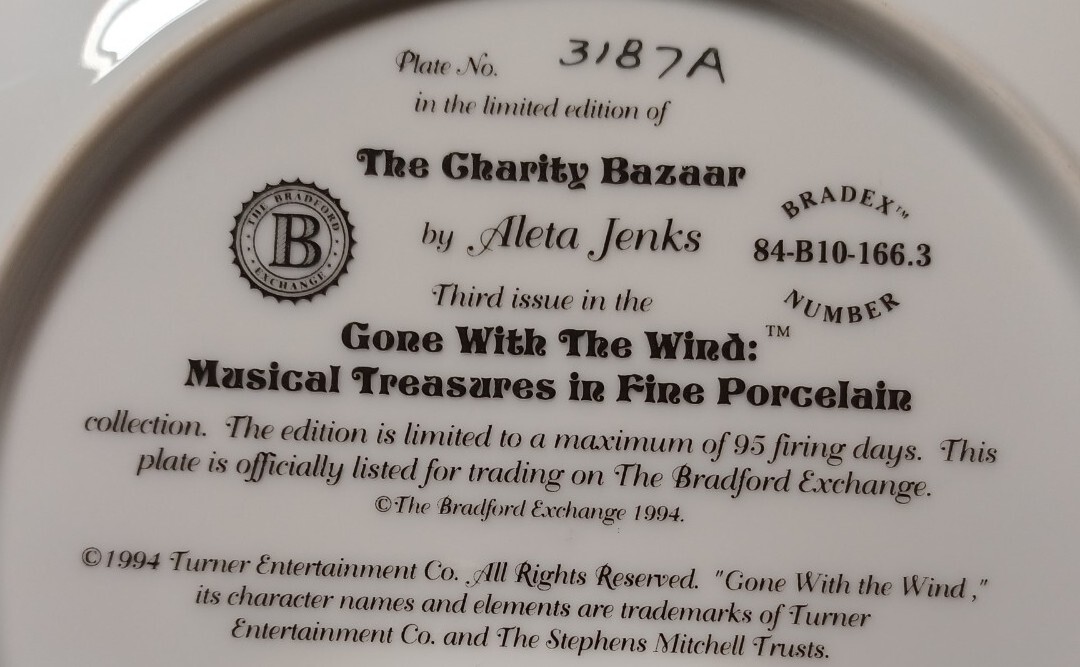 Plate No. 3187A
in the limited edition of
The Charity Bazaar
by Aleta Jenks
THE BRADFORD
B
EXCHANGE
BRADEX™
84-B10-166.3
NUMBER
Third issue in the
Gone With The Wind:™
Musical Treasures in Fine Porcelain
collection. The edition is limited to a maximum of 95 firing days. This
plate is officially listed for trading on The Bradford Exchange.
©The Bradford Exchange 1994.
©1994 Turner Entertainment Co. All Rights Reserved. "Gone With the Wind,"
its character names and elements are trademarks of Turner
Entertainment Co. and The Stephens Mitchell Trusts.